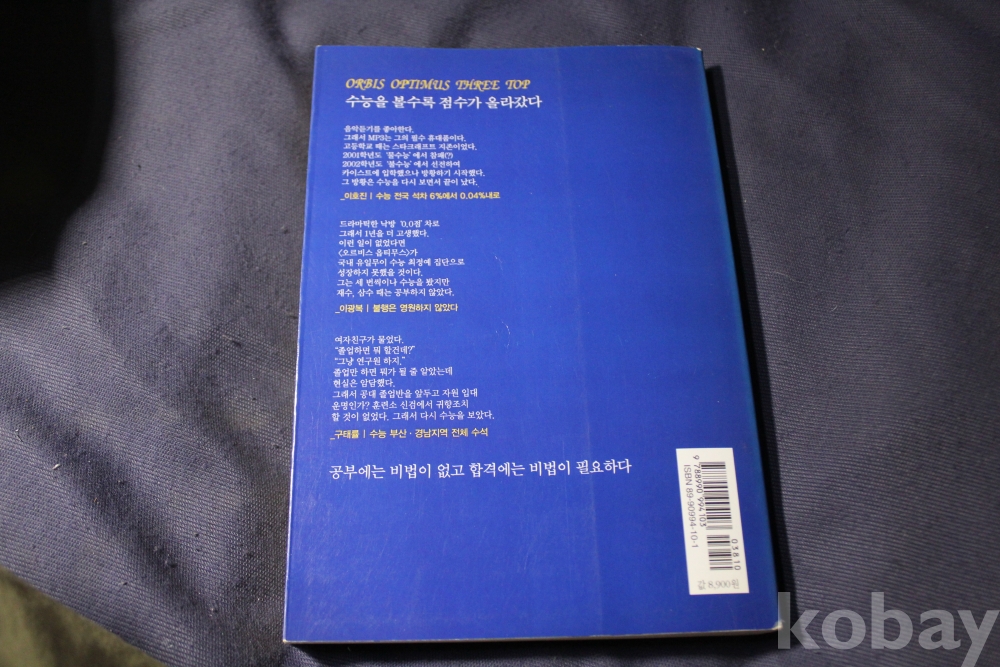 ORBIS OPTIMUS THREE TOP
수능을 볼수록 점수가 올라갔다
음악듣기를 좋아한다.
그래서 MP3는 그의 필수 휴대품이다.
고등학교 때는 스타크래프트 지존이었다.
2001학년도 '물수능'에서 참패(?)
2002학년도 '불수능'에서 선전하여
카이스트에 입학했으나 방황하기 시작했다.
그 방황은 수능을 다시 보면서 끝이 났다.
_이호진 | 수능 전국 석차 6%에서 0.04%내로
드라마틱한 낙방 '0.0점' 차로
그래서 1년을 더 고생했다.
이런 일이 없었다면
〈오르비스 옵티무스〉가
국내 유일무이 수능 최정예 집단으로
성장하지 못했을 것이다.
그는 세 번씩이나 수능을 봤지만
재수, 삼수 때는 공부하지 않았다.
_이광복 | 불행은 영원하지 않았다
여자친구가 물었다.
"졸업하면 뭐 할건데?"
"그냥 연구원 하지."
졸업만 하면 뭐가 될 줄 알았는데
현실은 암담했다.
그래서 공대 졸업반을 앞두고 자원 입대
운명인가? 훈련소 신검에서 귀향조치
할 것이 없었다. 그래서 다시 수능을 보았다.
_구태률 | 수능 부산·경남지역 전체 수석
공부에는 비법이 없고 합격에는 비법이 필요하다
9 788990 994103
03810
ISBN 89-90994-10-1
값 8,900원
kobay